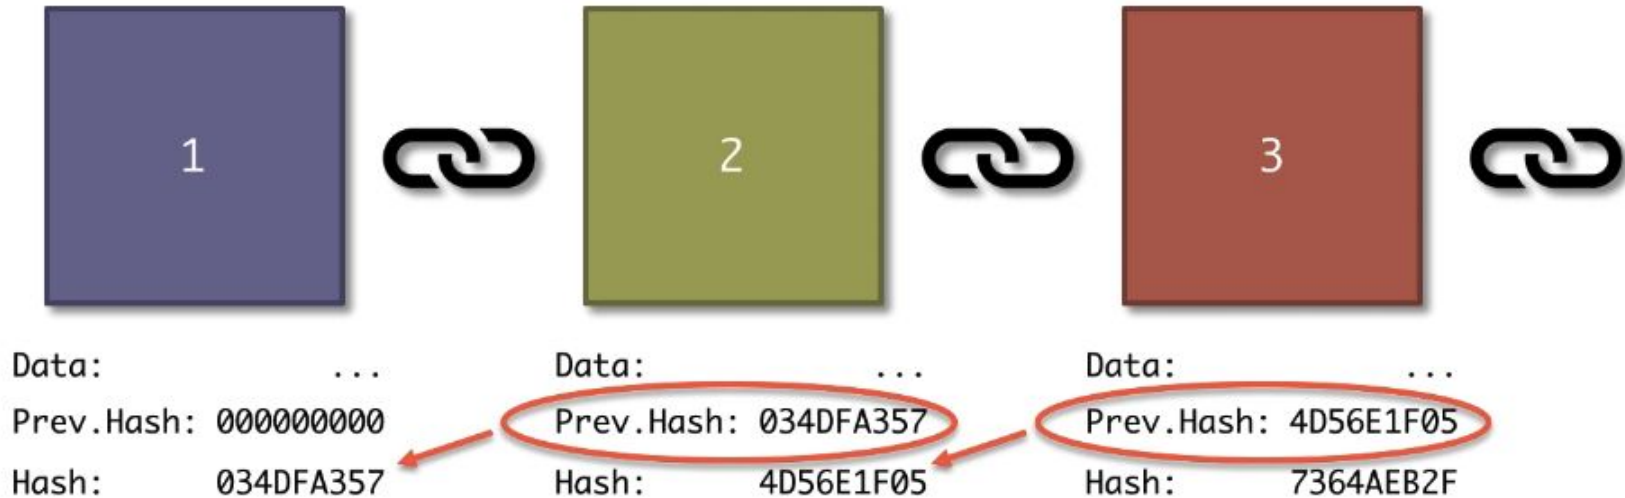 1
2
3
Data: ...
Prev.Hash: 000000000
Hash: 034DFA357
Data: ...
Prev.Hash: 034DFA357
Hash: 4D56E1F05
Data: ...
Prev.Hash: 4D56E1F05
Hash: 7364AEB2F